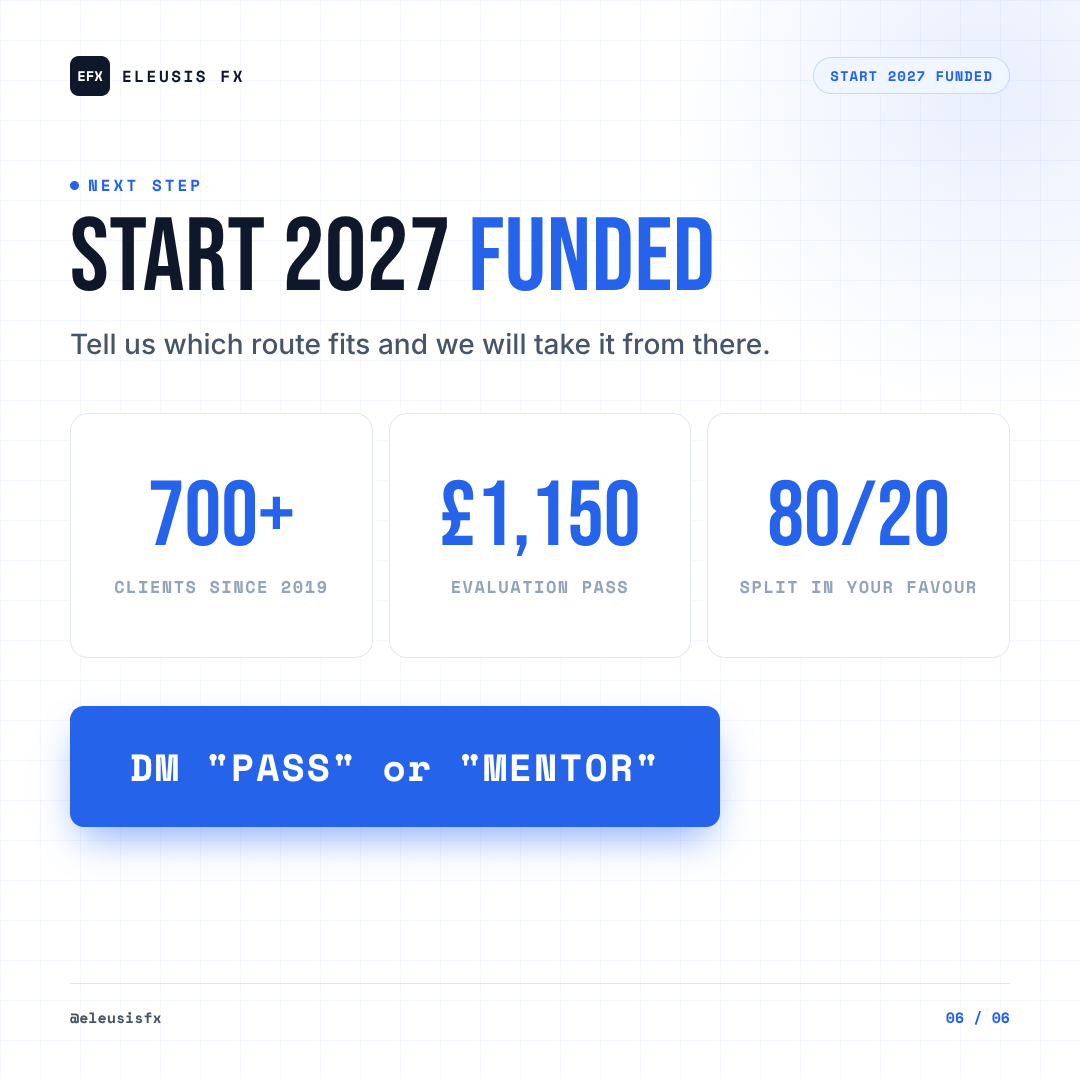 EFX ELEUSIS FX
START 2027 FUNDED
NEXT STEP
START 2027 FUNDED
Tell us which route fits and we will take it from there.
700+
CLIENTS SINCE 2019
£1,150
EVALUATION PASS
80/20
SPLIT IN YOUR FAVOUR
DM "PASS" or "MENTOR"
@eleusisfx
06 / 06